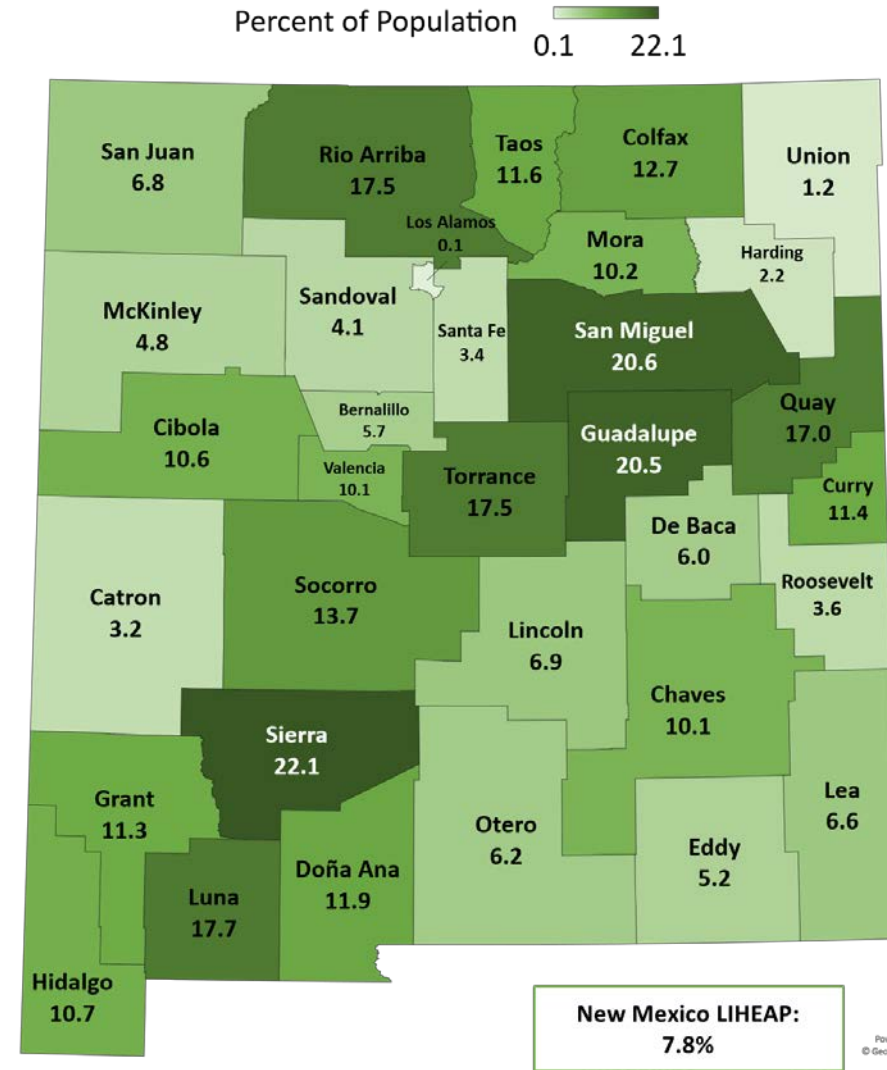 Percent of Population
0.1 22.1
San Juan
6.8
Rio Arriba
17.5
Taos
11.6
Colfax
12.7
Union
1.2
Los Alamos
0.1
Mora
10.2
Harding
2.2
McKinley
4.8
Sandoval
4.1
Santa Fe
3.4
San Miguel
20.6
Quay
17.0
Cibola
10.6
Bernalillo
5.7
Valencia
10.1
Torrance
17.5
Guadalupe
20.5
Curry
11.4
De Baca
6.0
Roosevelt
3.6
Catron
3.2
Socorro
13.7
Lincoln
6.9
Chaves
10.1
Sierra
22.1
Grant
11.3
Luna
17.7
Doña Ana
11.9
Otero
6.2
Eddy
5.2
Lea
6.6
Hidalgo
10.7
New Mexico LIHEAP:
7.8%
Pow